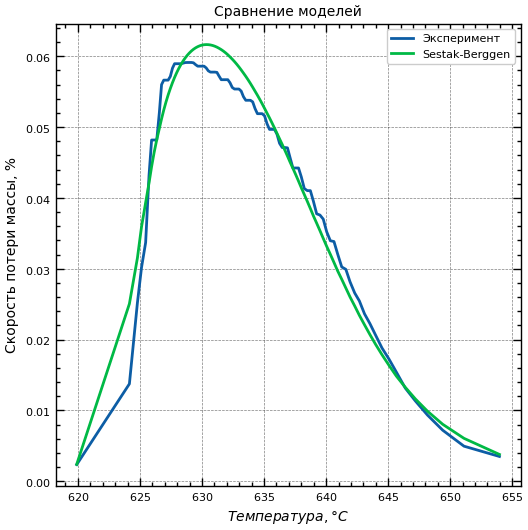 Сравнение моделей
Эксперимент
Sestak-Berggen
Скорость потери массы, %
0.06
0.05
0.04
0.03
0.02
0.01
0.00
620 625 630 635 640 645 650 655
Температура,°C